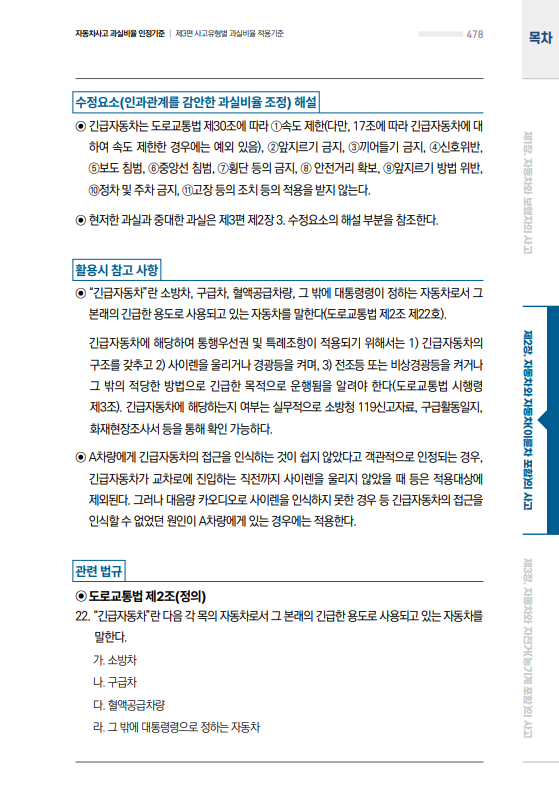 자동차사고 과실비율 인정기준 | 제3편 사고유형별 과실비율 적용기준
478
목차
수정요소(인과관계를 감안한 과실비율 조정) 해설
◉ 긴급자동차는 도로교통법 제30조에 따라 ①속도 제한(다만, 17조에 따라 긴급자동차에 대
하여 속도 제한한 경우에는 예외 있음), ②앞지르기 금지, ③끼어들기 금지, ④신호위반,
⑤보도 침범, ⑥중앙선 침범, ⑦횡단 등의 금지, ⑧ 안전거리 확보, ⑨앞지르기 방법 위반,
⑩정차 및 주차 금지, ⑪고장 등의 조치 등의 적용을 받지 않는다.
◉ 현저한 과실과 중대한 과실은 제3편 제2장 3. 수정요소의 해설 부분을 참조한다.
활용시 참고 사항
◉ “긴급자동차”란 소방차, 구급차, 혈액공급차량, 그 밖에 대통령령이 정하는 자동차로서 그
본래의 긴급한 용도로 사용되고 있는 자동차를 말한다(도로교통법 제2조 제22호).
긴급자동차에 해당하여 통행우선권 및 특례조항이 적용되기 위해서는 1) 긴급자동차의
구조를 갖추고 2) 사이렌을 울리거나 경광등을 켜며, 3) 전조등 또는 비상경광등을 켜거나
그 밖의 적당한 방법으로 긴급한 목적으로 운행됨을 알려야 한다(도로교통법 시행령
제3조). 긴급자동차에 해당하는지 여부는 실무적으로 소방청 119신고자료, 구급활동일지,
화재현장조사서 등을 통해 확인 가능하다.
◉ A차량에게 긴급자동차의 접근을 인식하는 것이 쉽지 않았다고 객관적으로 인정되는 경우,
긴급자동차가 교차로에 진입하는 직전까지 사이렌을 울리지 않았을 때 등은 적용대상에
제외된다. 그러나 대음량 카오디오로 사이렌을 인식하지 못한 경우 등 긴급자동차의 접근을
인식할 수 없었던 원인이 A차량에게 있는 경우에는 적용한다.
관련 법규
◉ 도로교통법 제2조(정의)
22. “긴급자동차”란 다음 각 목의 자동차로서 그 본래의 긴급한 용도로 사용되고 있는 자동차를
말한다.
가. 소방차
나. 구급차
다. 혈액공급차량
라. 그 밖에 대통령령으로 정하는 자동차
제1장. 자동차와 보행자의 사고
제2장. 자동차와 자동차(이륜차 포함)의 사고
제3장. 자동차와 자전거(농기계 포함)의 사고